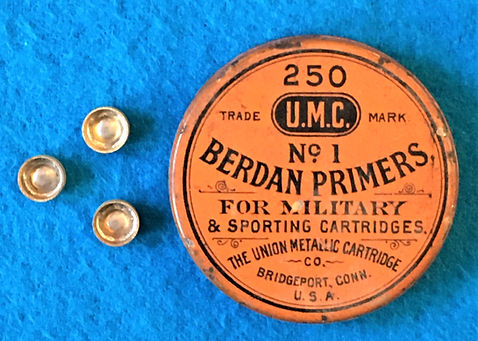 250
TRADE U.M.C. MARK
Nº 1
BERDAN PRIMERS,
FOR MILITARY
& SPORTING CARTRIDGES.
THE UNION METALLIC CARTRIDGE
CO.
BRIDGEPORT, CONN.
U.S.A.